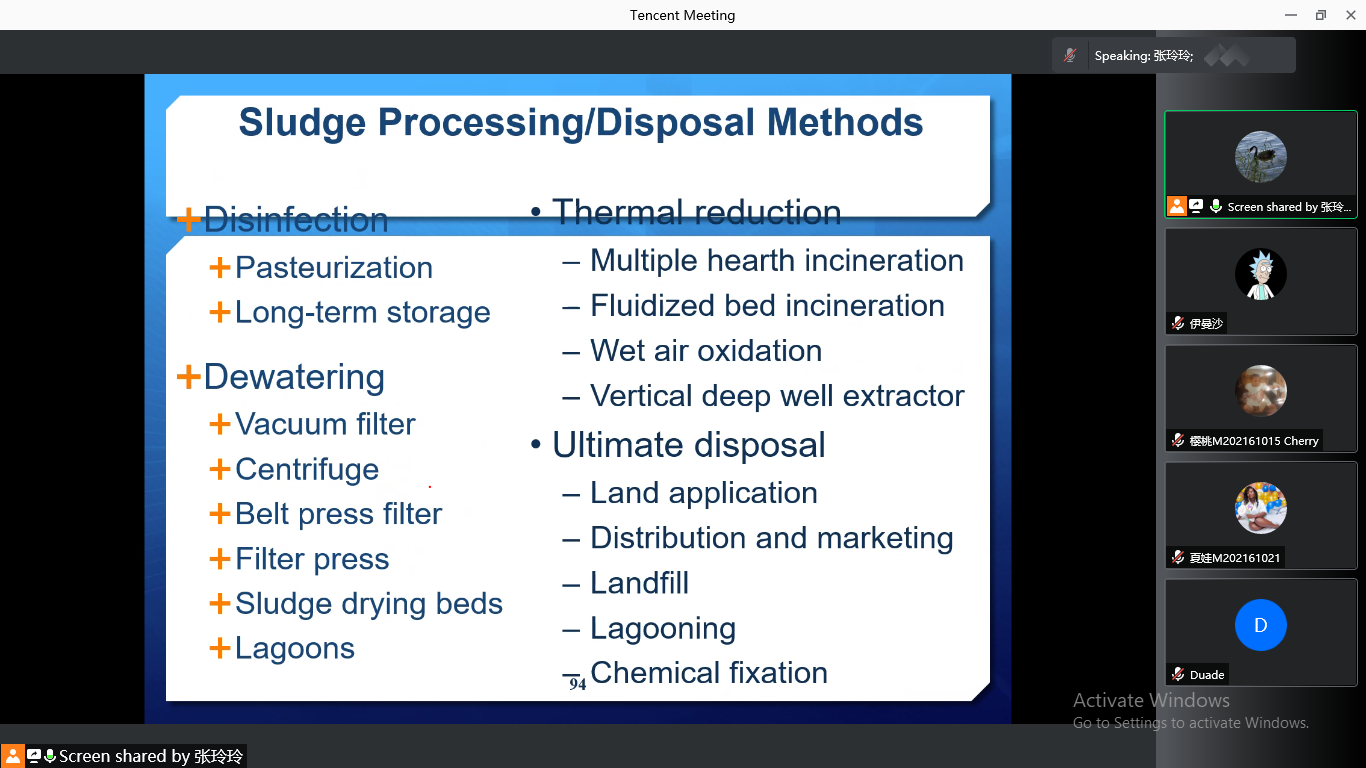 Tencent Meeting
Speaking: 张玲玲;
Sludge Processing/Disposal Methods
+Disinfection
+Pasteurization
+Long-term storage
+Dewatering
+Vacuum filter
+Centrifuge
+Belt press filter
+Filter press
+Sludge drying beds
+Lagoons
• Thermal reduction
– Multiple hearth incineration
– Fluidized bed incineration
– Wet air oxidation
– Vertical deep well extractor
• Ultimate disposal
– Land application
– Distribution and marketing
– Landfill
– Lagooning
– Chemical fixation
94
Screen shared by 张玲...
伊曼沙
樱桃M202161015 Cherry
夏娃M202161021
D
Duade
Activate Windows
Go to Settings to activate Windows.
Screen shared by 张玲玲